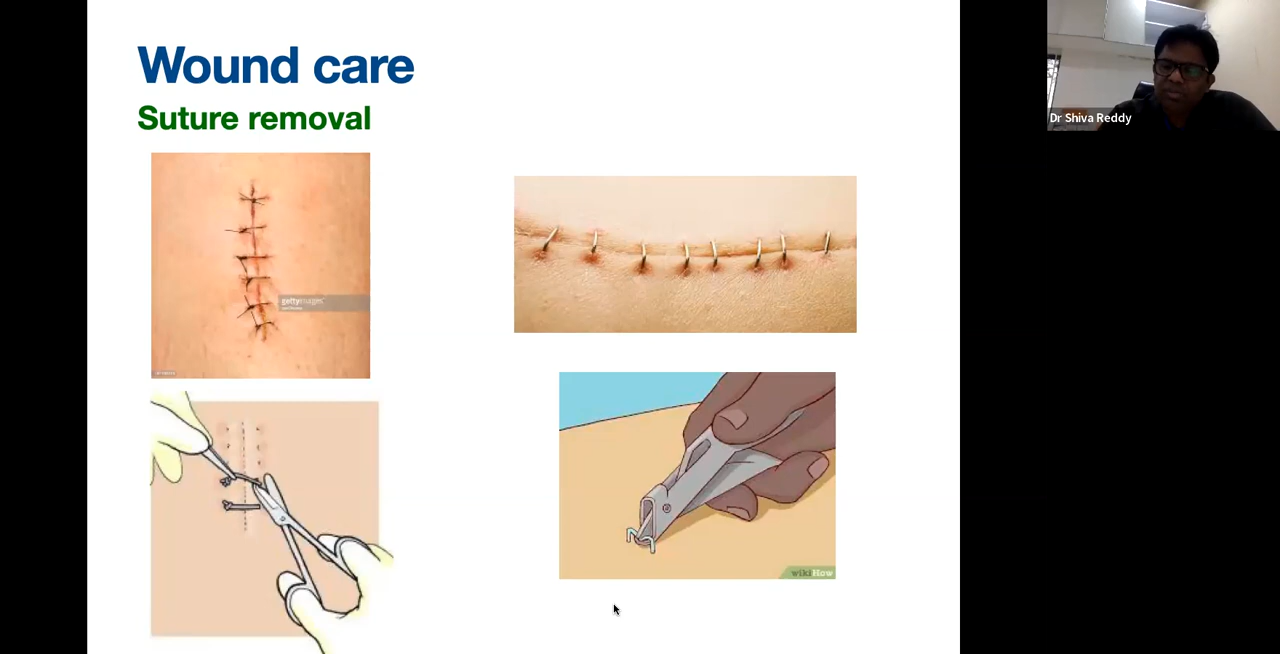 Wound care
Suture removal
Dr Shiva Reddy
gettyimages
wikiHow